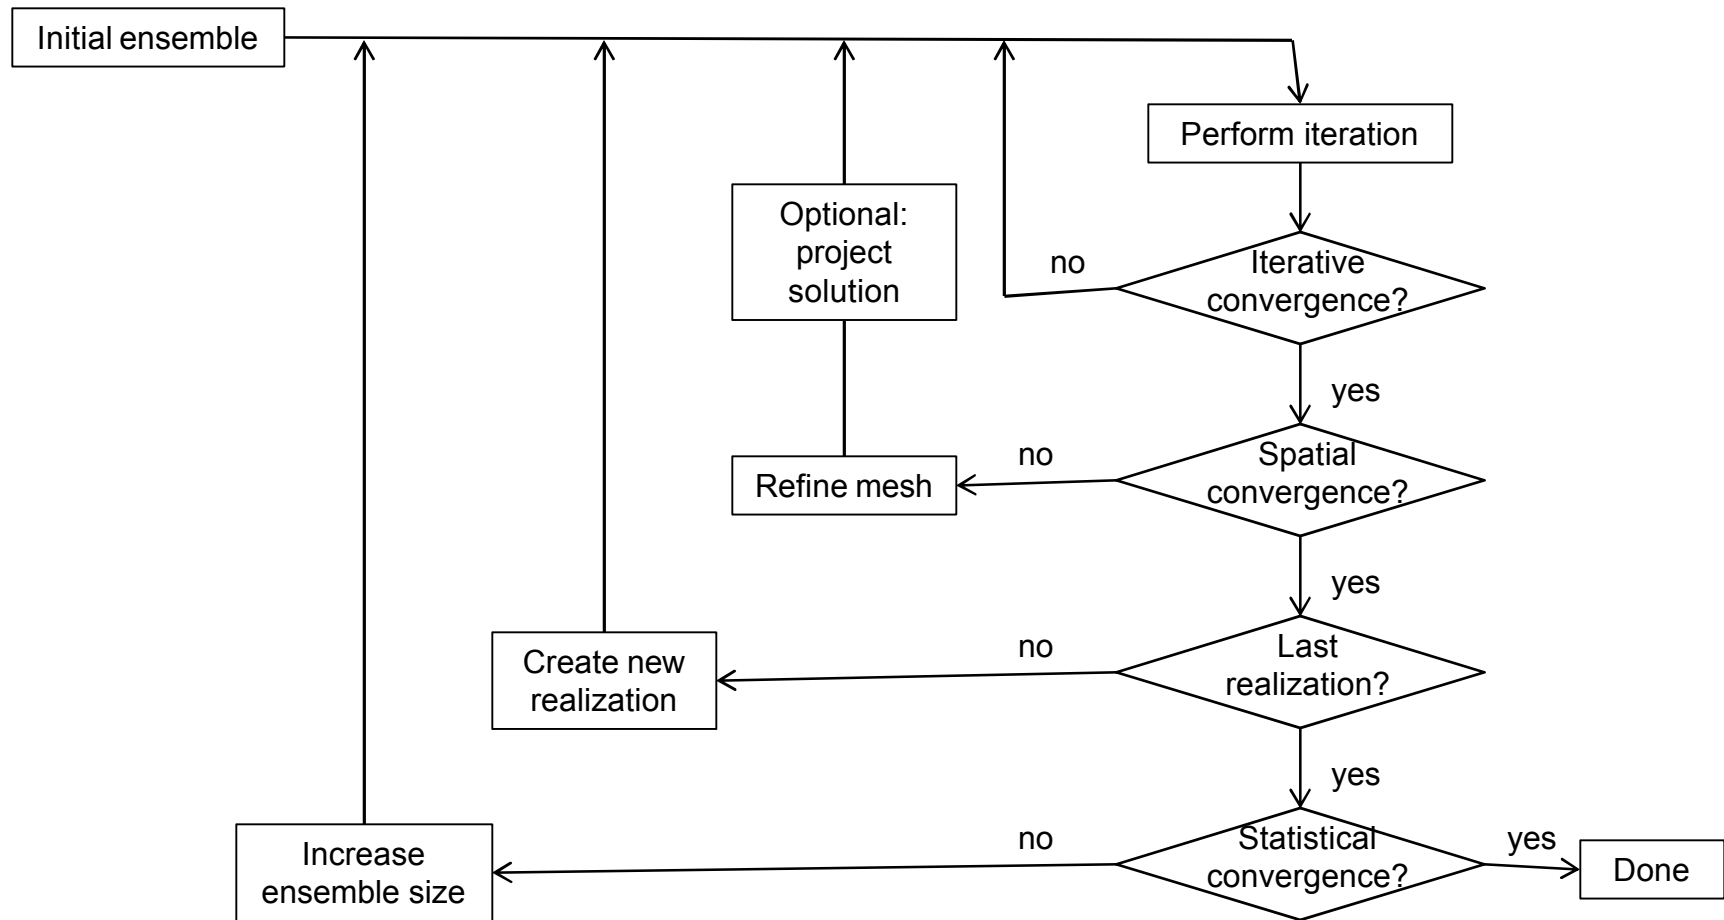 Initial ensemble
Perform iteration
Optional:
project
solution
no
Iterative
convergence?
yes
Refine mesh
no
Spatial
convergence?
yes
Create new
realization
no
Last
realization?
yes
Increase
ensemble size
no
Statistical
convergence?
yes
Done